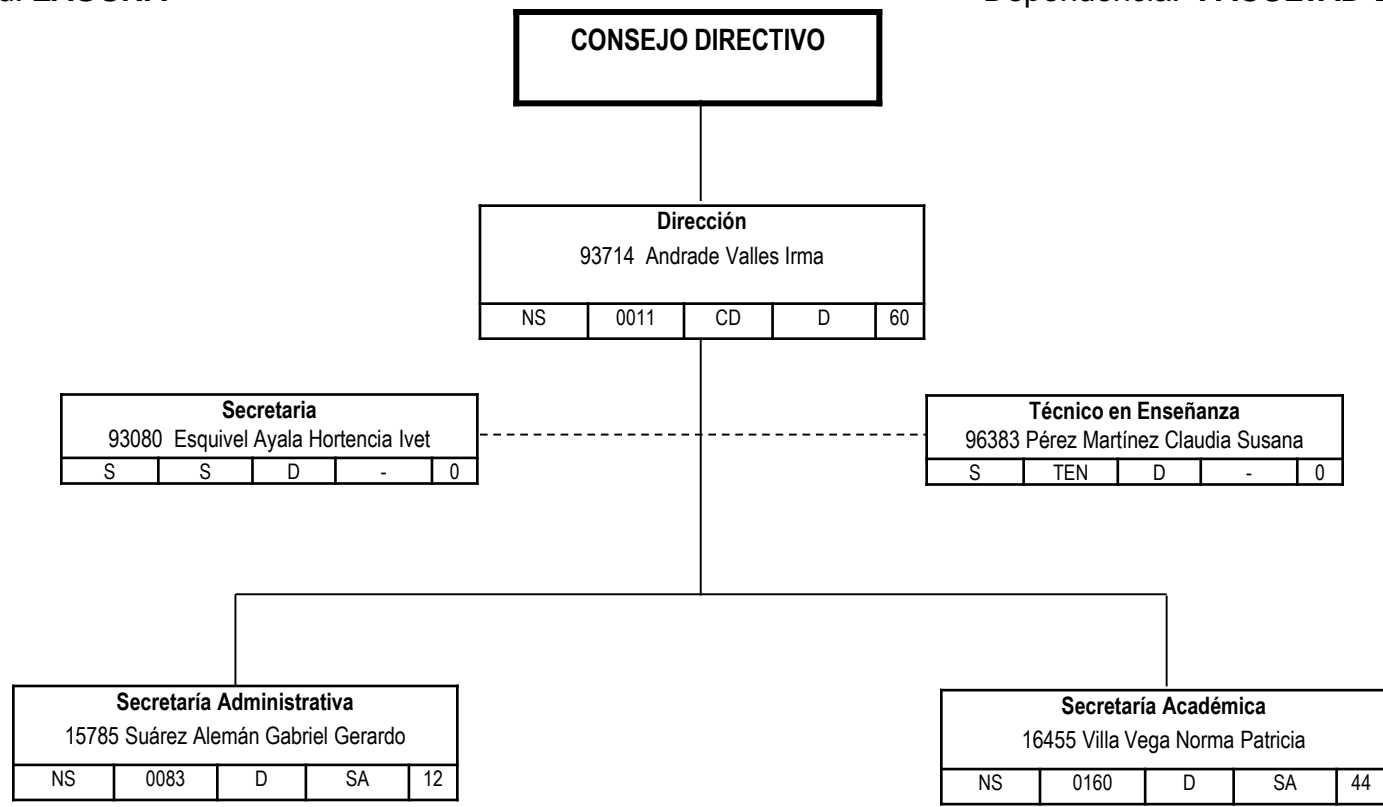 CONSEJO DIRECTIVO
Dirección
93714 Andrade Valles Irma
NS 0011 CD D 60
Secretaria
93080 Esquivel Ayala Hortencia Ivet
S S D - 0
Técnico en Enseñanza
96383 Pérez Martínez Claudia Susana
S TEN D - 0
Secretaría Administrativa
15785 Suárez Alemán Gabriel Gerardo
NS 0083 D SA 12
Secretaría Académica
16455 Villa Vega Norma Patricia
NS 0160 D SA 44